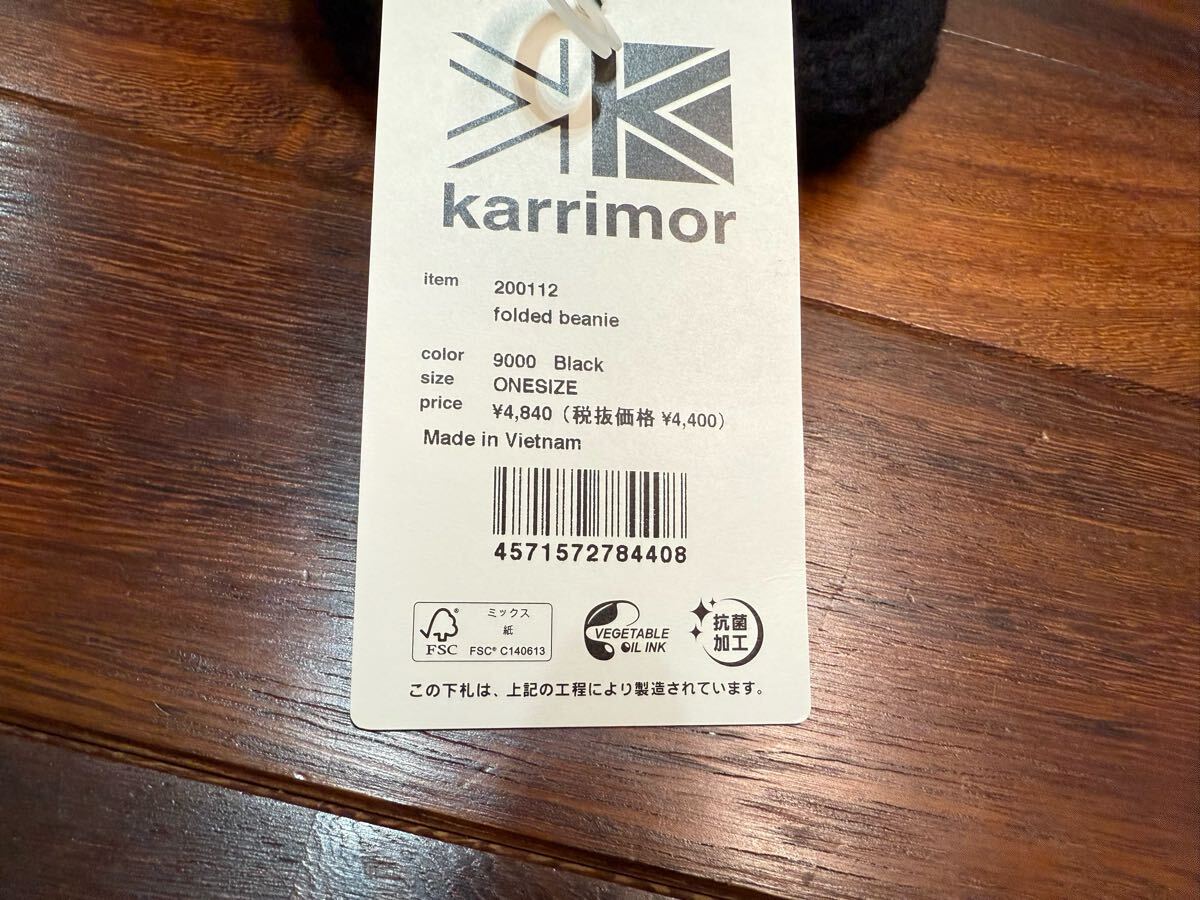 karrimor
item 200112
folded beanie
color 9000 Black
size ONESIZE
price ¥4,840（税抜価格 ¥4,400）
Made in Vietnam
4571572784408
FSC®
ミックス
紙
FSC® C140613
VEGETABLE
OIL INK
抗菌
加工
この下札は、上記の工程により製造されています。